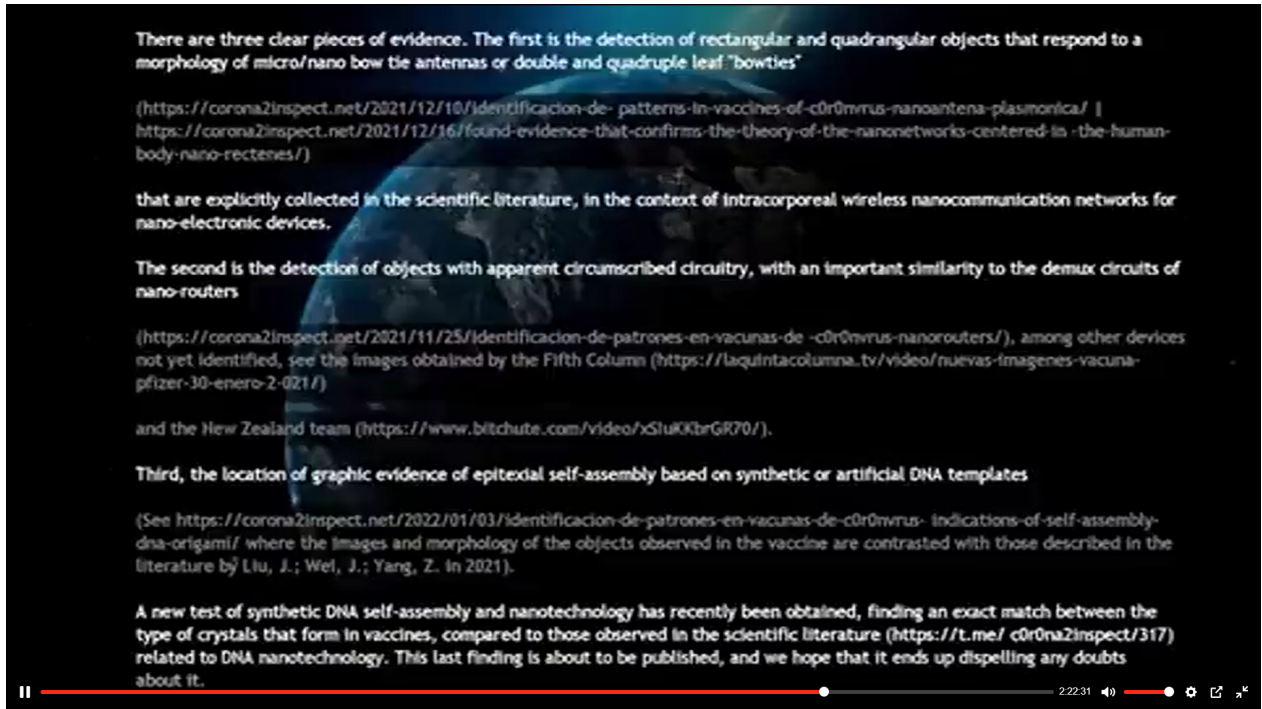 There are three clear pieces of evidence. The first is the detection of rectangular and quadrangular objects that respond to a
morphology of micro/nano bow tie antennas or double and quadruple leaf "bowties"
(https://corona2inspect.net/2021/12/10/identificacion-de- patterns-in-vaccines-of-c0r0nvrus-nanoantena-plasmonica/ |
https://corona2inspect.net/2021/12/16/found-evidence-that-confirms-the-theory-of-the-nanonetworks-centered-in -the-human-
body-nano-rectenes/)
that are explicitly collected in the scientific literature, in the context of intracorporeal wireless nanocommunication networks for
nano-electronic devices.
The second is the detection of objects with apparent circumscribed circuitry, with an important similarity to the demux circuits of
nano-routers
(https://corona2inspect.net/2021/11/25/identificacion-de-patrones-en-vacunas-de -c0r0nvrus-nanorouters/), among other devices
not yet identified, see the images obtained by the Fifth Column (https://laquintacolumna.tv/video/nuevas-imagenes-vacuna-
pfizer-30-enero-2-021/)
and the New Zealand team (https://www.bitchute.com/video/xSIuKKbrGR70/).
Third, the location of graphic evidence of epitexial self-assembly based on synthetic or artificial DNA templates
(See https://corona2inspect.net/2022/01/03/identificacion-de-patrones-en-vacunas-de-c0r0nvrus- indications-of-self-assembly-
dna-origami/ where the images and morphology of the objects observed in the vaccine are contrasted with those described in the
literature by Liu, J.; Wei, J.; Yang, Z. in 2021).
A new test of synthetic DNA self-assembly and nanotechnology has recently been obtained, finding an exact match between the
type of crystals that form in vaccines, compared to those observed in the scientific literature (https://t.me/ c0r0na2inspect/317)
related to DNA nanotechnology. This last finding is about to be published, and we hope that it ends up dispelling any doubts
about it.
2:22:31